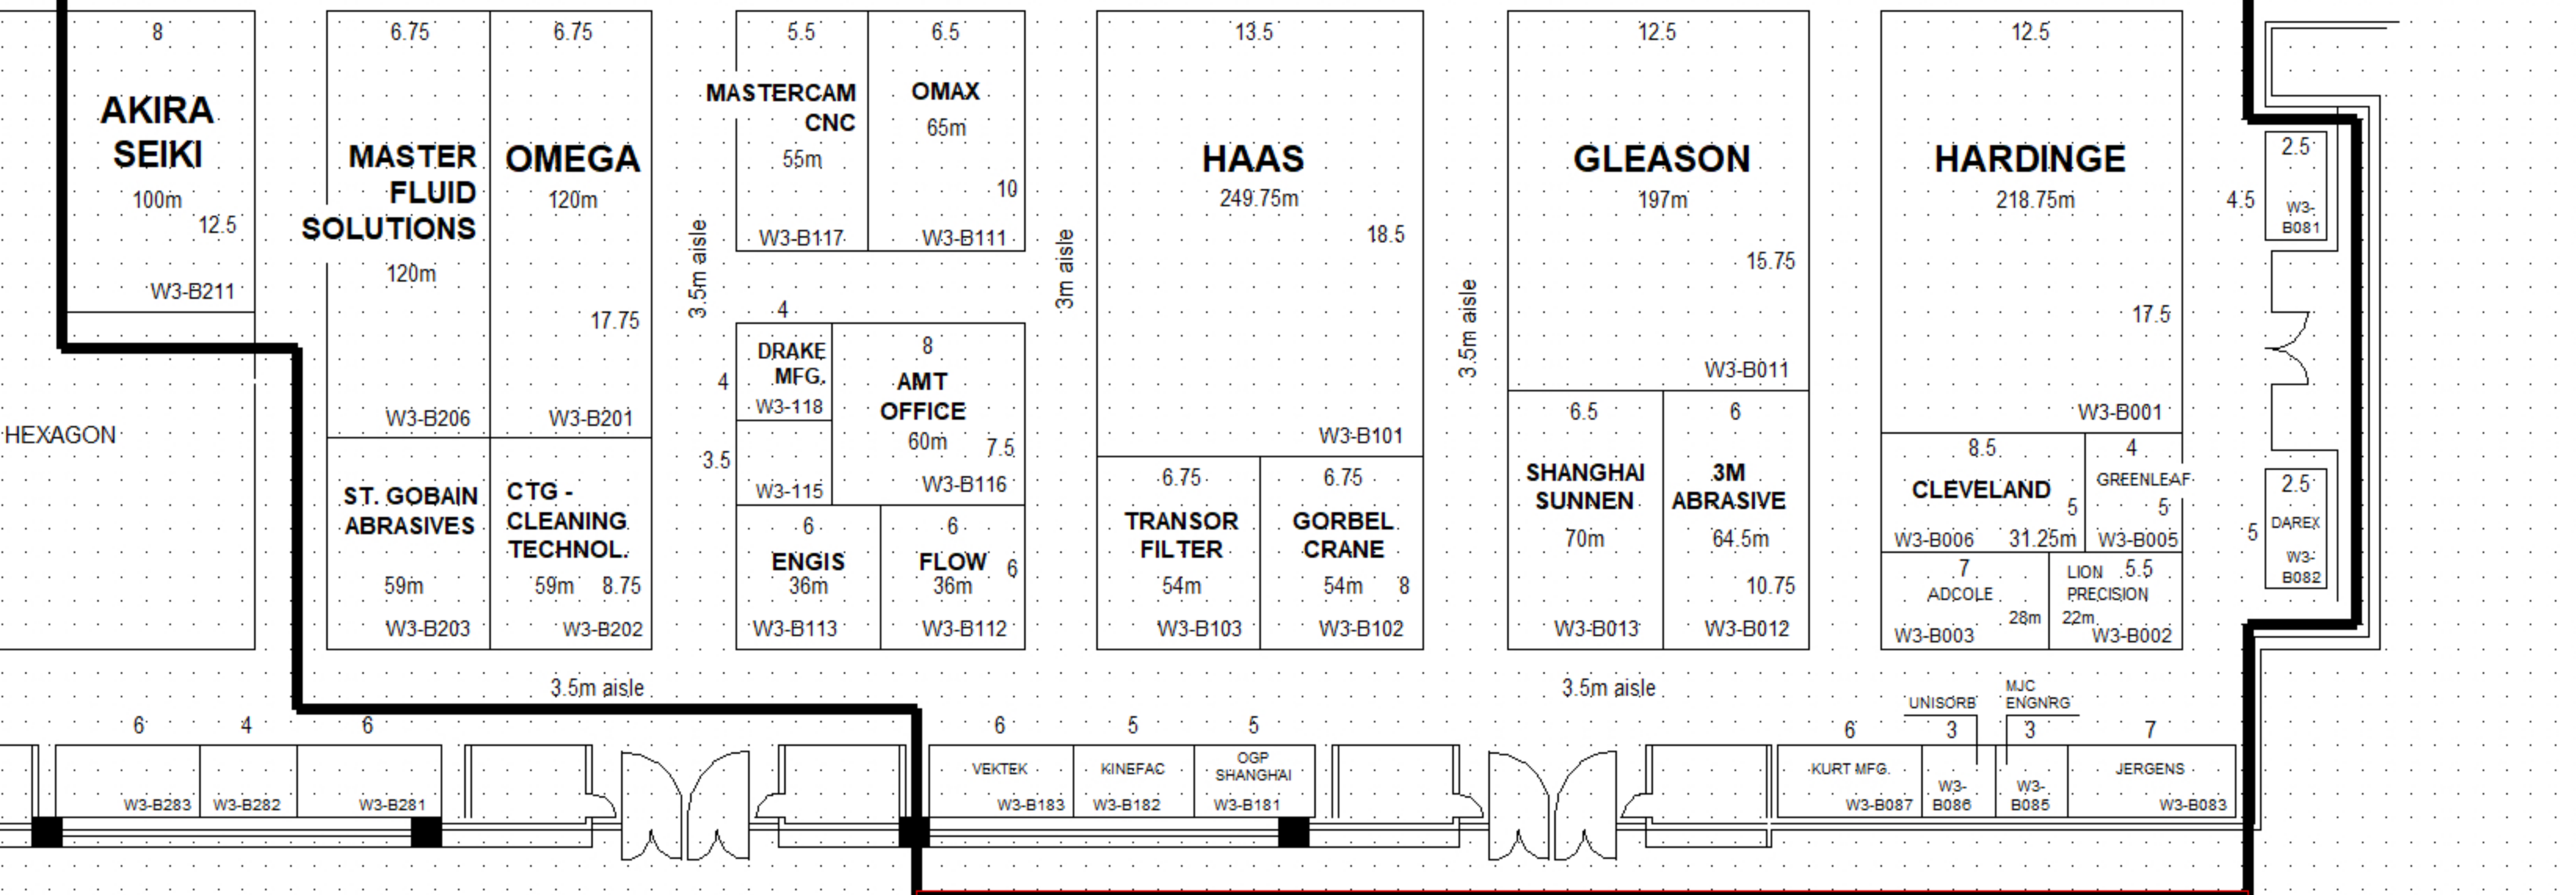 8
AKIRA
SEIKI
100m
12.5
W3-B211
HEXAGON
6.75
MASTER
FLUID
SOLUTIONS
120m
W3-B206
6.75
OMEGA
120m
17.75
W3-B201
ST. GOBAIN
ABRASIVES
59m
W3-B203
CTG -
CLEANING
TECHNOL.
59m
8.75
W3-B202
3.5m aisle
3.5m aisle
5.5
MASTERCAM
CNC
55m
W3-B117
6.5
OMAX
65m
10
W3-B111
4
DRAKE
MFG.
4
W3-118
3.5
W3-115
8
AMT
OFFICE
60m
7.5
W3-B116
6
ENGIS
36m
W3-B113
6
FLOW
6
36m
W3-B112
3m aisle
13.5
HAAS
249.75m
18.5
W3-B101
6.75
TRANSOR
FILTER
54m
W3-B103
6.75
GORBEL
CRANE
54m
8
W3-B102
3.5m aisle
12.5
GLEASON
197m
15.75
W3-B011
6.5
SHANGHAI
SUNNEN
70m
W3-B013
6
3M
ABRASIVE
64.5m
10.75
W3-B012
3.5m aisle
12.5
HARDINGE
218.75m
17.5
W3-B001
8.5
CLEVELAND
5
W3-B006
31.25m
4
GREENLEAF
5
W3-B005
7
ADCOLE
28m
W3-B003
LION
5.5
PRECISION
22m
W3-B002
2.5
4.5
W3-
B081
2.5
DAREX
5
W3-
B082
6
W3-B283
4
W3-B282
6
W3-B281
6
VEKTEK
W3-B183
5
KINEFAC
W3-B182
5
OGP
SHANGHAI
W3-B181
6
KURT MFG.
W3-B087
UNISORB
3
W3-
B086
MJC
ENGNRG
3
W3-
B085
7
JERGENS
W3-B083